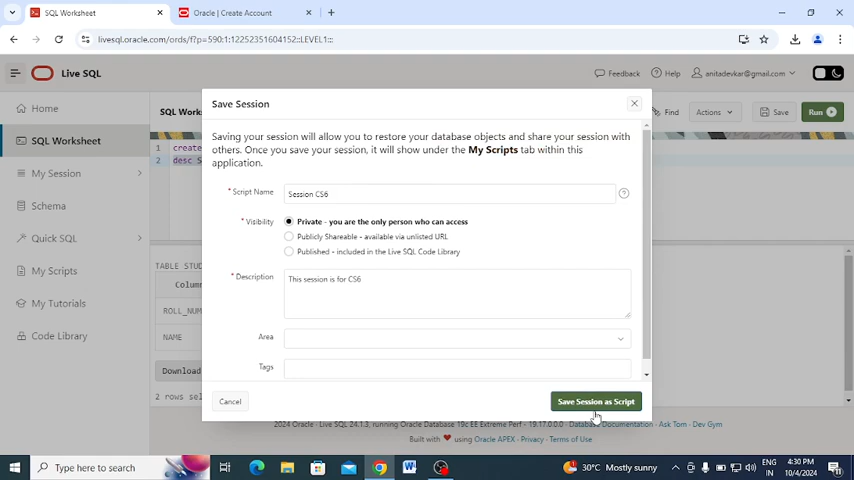 SQL Worksheet
Oracle | Create Account
livesql.oracle.com/ords/f?p=590:1:12252351604152::LEVEL1:::
Live SQL
Feedback
Help
anitadevkar@gmail.com
Home
SQL Worksheet
My Session
Schema
Quick SQL
My Scripts
My Tutorials
Code Library
SQL Work
Find
Actions
Save
Run
1 create
2 desc S
TABLE STUD
Column
ROLL_NUM
NAME
Download
2 rows sel
Save Session
Saving your session will allow you to restore your database objects and share your session with
others. Once you save your session, it will show under the My Scripts tab within this
application.
* Script Name
Session CS6
* Visibility
Private - you are the only person who can access
Publicly Shareable - available via unlisted URL
Published - included in the Live SQL Code Library
* Description
This session is for CS6
Area
Tags
Cancel
Save Session as Script
2024 Oracle · Live SQL 24.1.3, running Oracle Database 19c EE Extreme Perf - 19.17.0.0.0 · Database Documentation · Ask Tom · Dev Gym
Built with ❤ using Oracle APEX · Privacy · Terms of Use
Type here to search
30°C Mostly sunny
ENG
IN
4:30 PM
10/4/2024